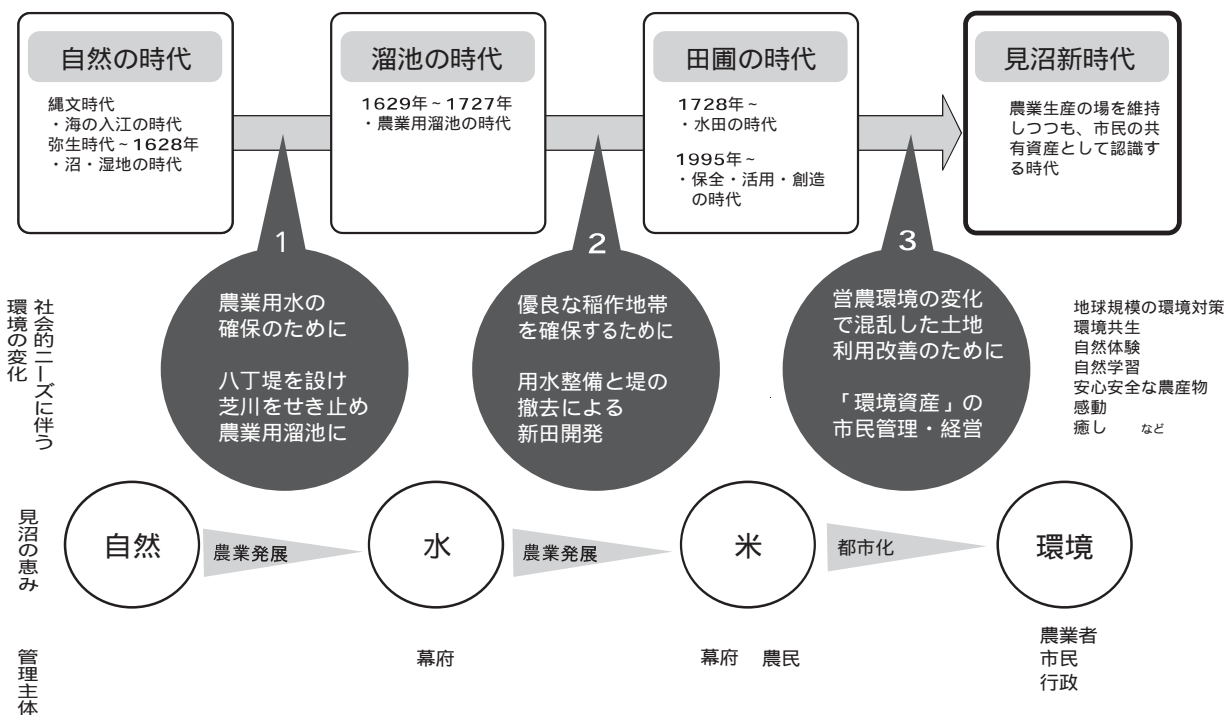 自然の時代
縄文時代
・海の入江の時代
弥生時代~1628年
・沼・湿地の時代
溜池の時代
1629年~1727年
・農業用溜池の時代
田圃の時代
1728年~
・水田の時代
1995年~
・保全・活用・創造
の時代
見沼新時代
農業生産の場を維持
しつつも、市民の共
有資産として認識す
る時代
社会的ニーズに伴う
環境の変化
1
農業用水の
確保のために
八丁堤を設け
芝川をせき止め
農業用溜池に
2
優良な稲作地帯
を確保するために
用水整備と堤の
撤去による
新田開発
3
営農環境の変化
で混乱した土地
利用改善のために
「環境資産」の
市民管理・経営
地球規模の環境対策
環境共生
自然体験
自然学習
安心安全な農産物
感動
癒し など
見沼の恵み
自然
農業発展
水
農業発展
米
都市化
環境
管理主体
幕府
幕府 農民
農業者
市民
行政